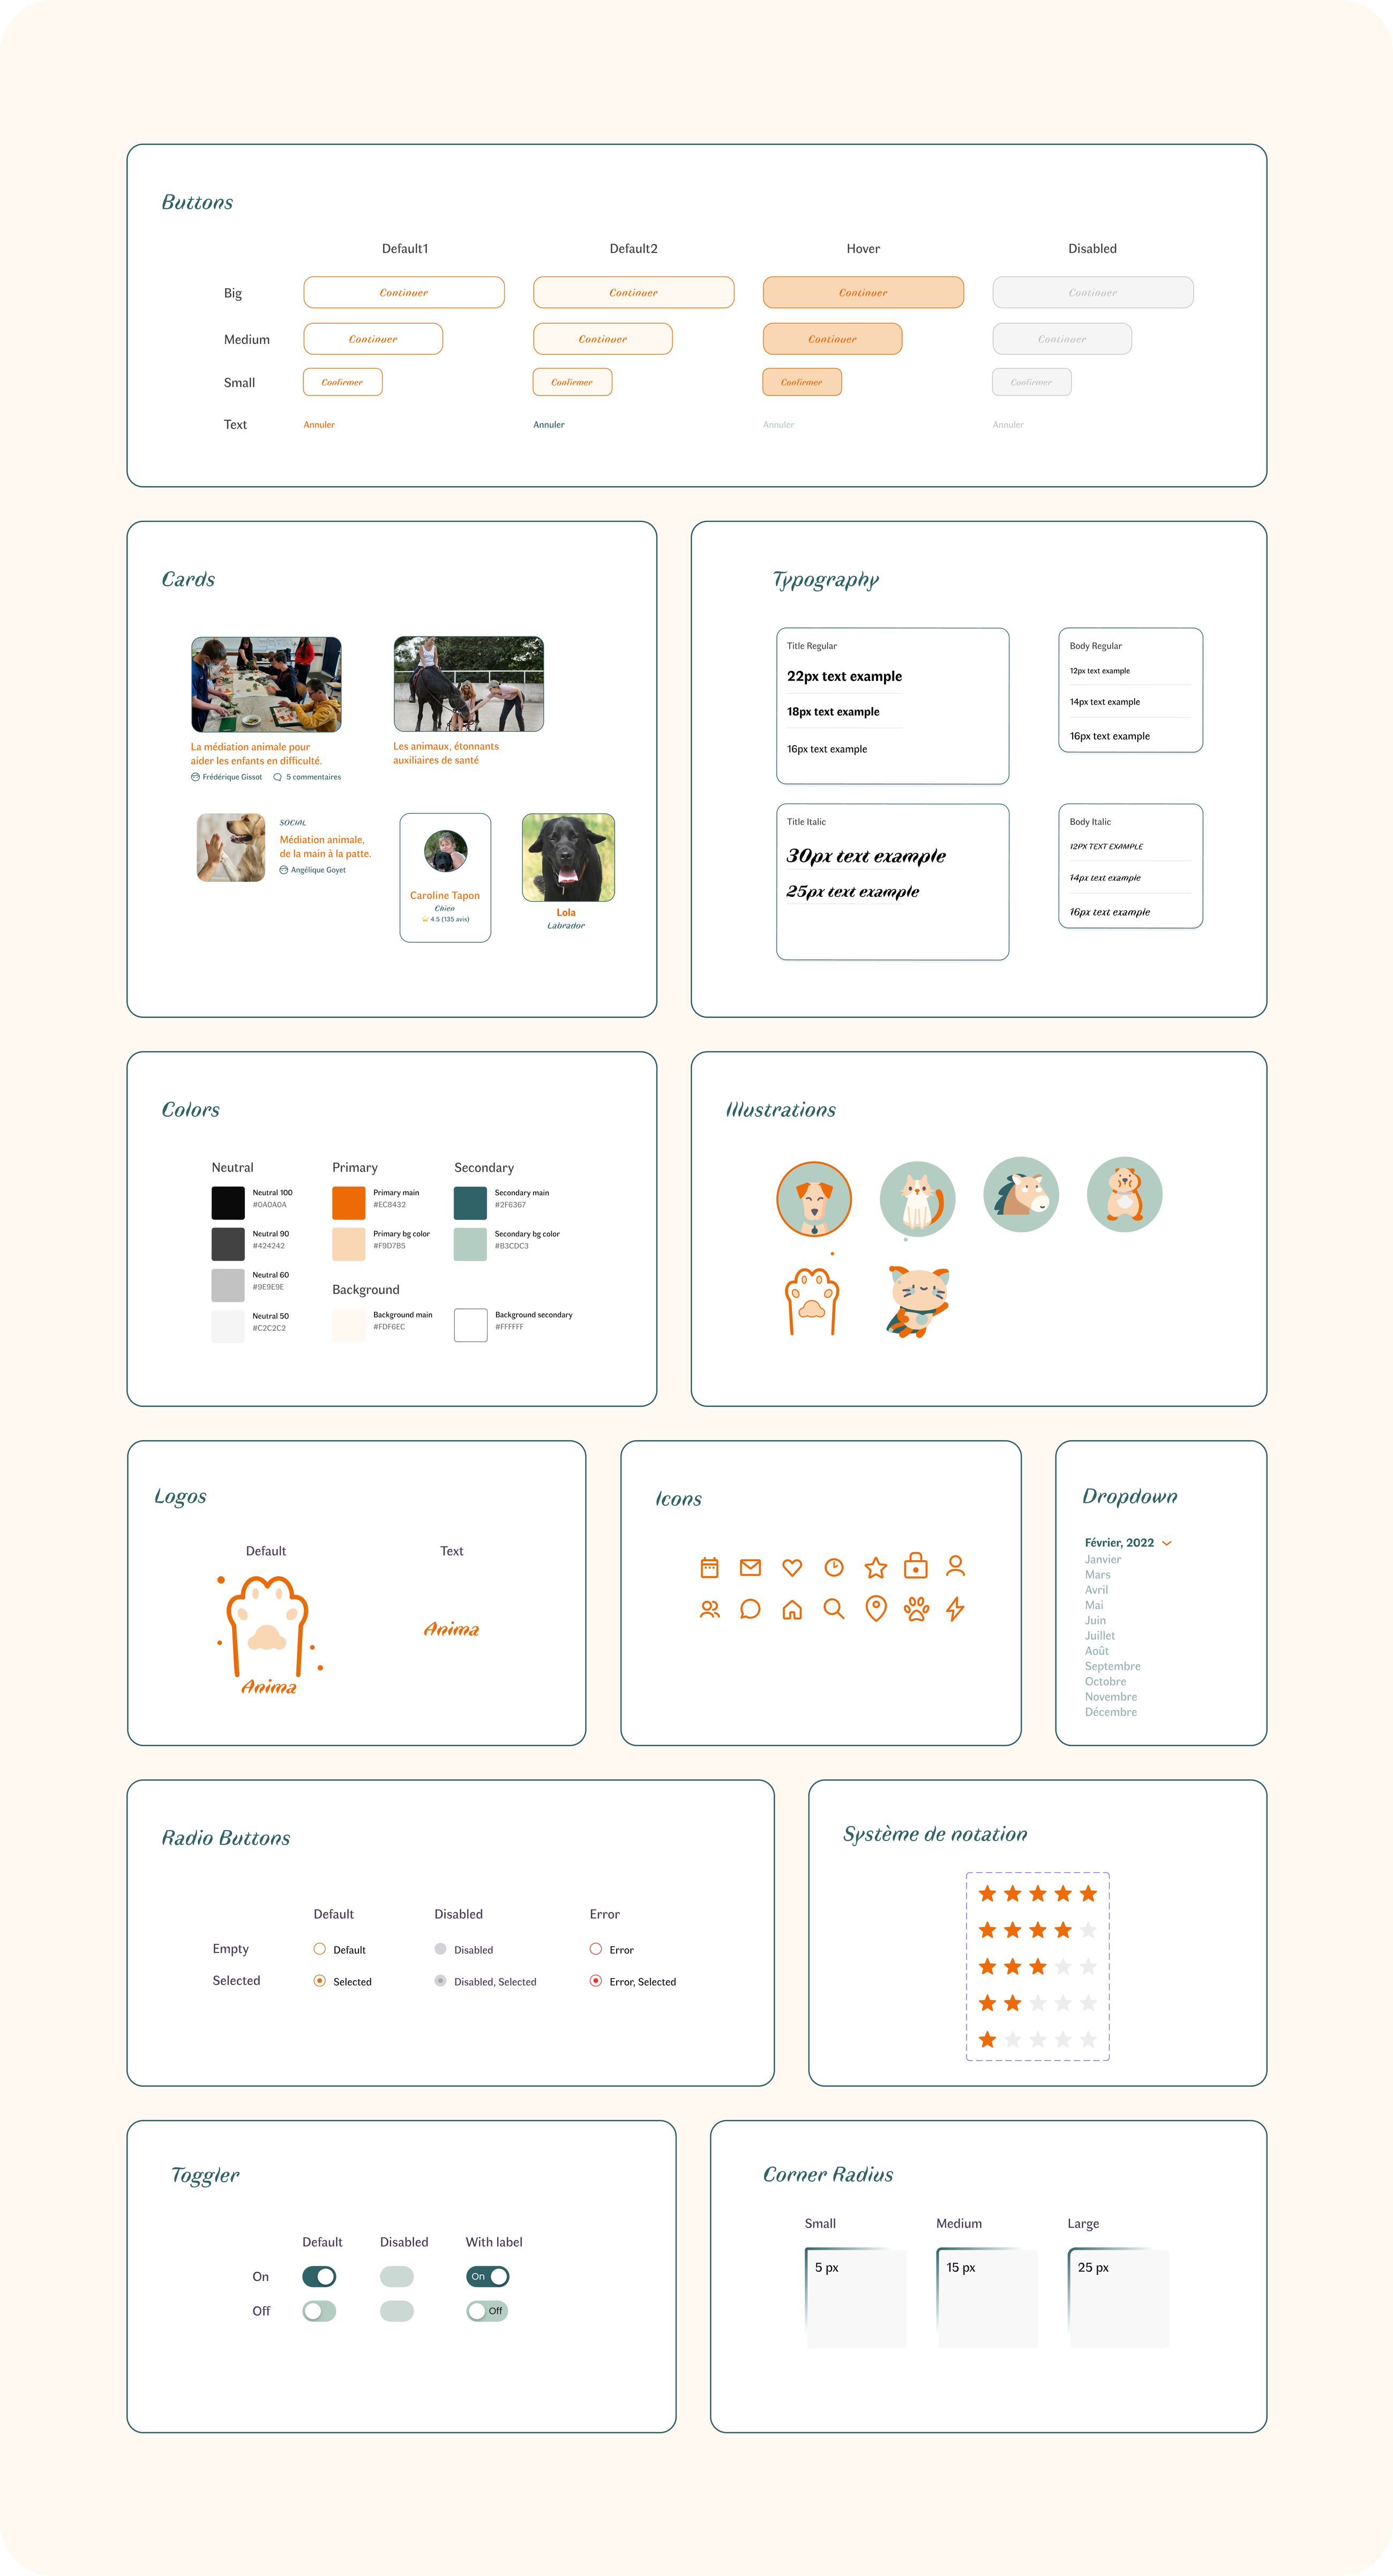 Buttons
Default1 Default2 Hover Disabled
Big Continuer Continuer Continuer Continuer
Medium Continuer Continuer Continuer Continuer
Small Confirmer Confirmer Confirmer Confirmer
Text Annuler Annuler Annuler Annuler
Cards
La médiation animale pour
aider les enfants en difficulté.
Frédérique Gissot 5 commentaires
Les animaux, étonnants
auxiliaires de santé
SOCIAL
Médiation animale,
de la main à la patte.
Angélique Goyet
Caroline Tapon
Chien
4.5 (135 avis)
Lola
Labrador
Typography
Title Regular
22px text example
18px text example
16px text example
Body Regular
12px text example
14px text example
16px text example
Title Italic
30px text example
25px text example
Body Italic
12PX TEXT EXAMPLE
14px text example
16px text example
Colors
Neutral
Neutral 100
#0A0A0A
Neutral 90
#424242
Neutral 60
#9E9E9E
Neutral 50
#C2C2C2
Primary
Primary main
#EC8432
Primary bg color
#F9D7B5
Secondary
Secondary main
#2F6367
Secondary bg color
#B3CDC3
Background
Background main
#FDF6EC
Background secondary
#FFFFFF
Illustrations
Logos
Default Text
Anima
Anima
Icons
Dropdown
Février, 2022
Janvier
Mars
Avril
Mai
Juin
Juillet
Août
Septembre
Octobre
Novembre
Décembre
Radio Buttons
Default Disabled Error
Empty Default Disabled Error
Selected Selected Disabled, Selected Error, Selected
Système de notation
Toggler
Default Disabled With label
On On
Off Off
Corner Radius
Small Medium Large
5 px 15 px 25 px